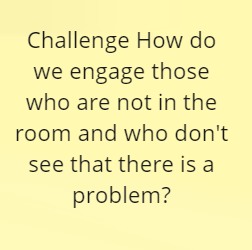 Challenge How do
we engage those
who are not in the
room and who don't
see that there is a
problem?